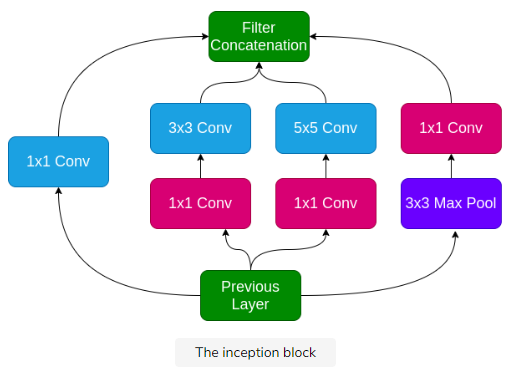 Filter
Concatenation
3x3 Conv
5x5 Conv
1x1 Conv
1x1 Conv
1x1 Conv
1x1 Conv
3x3 Max Pool
Previous
Layer
The inception block